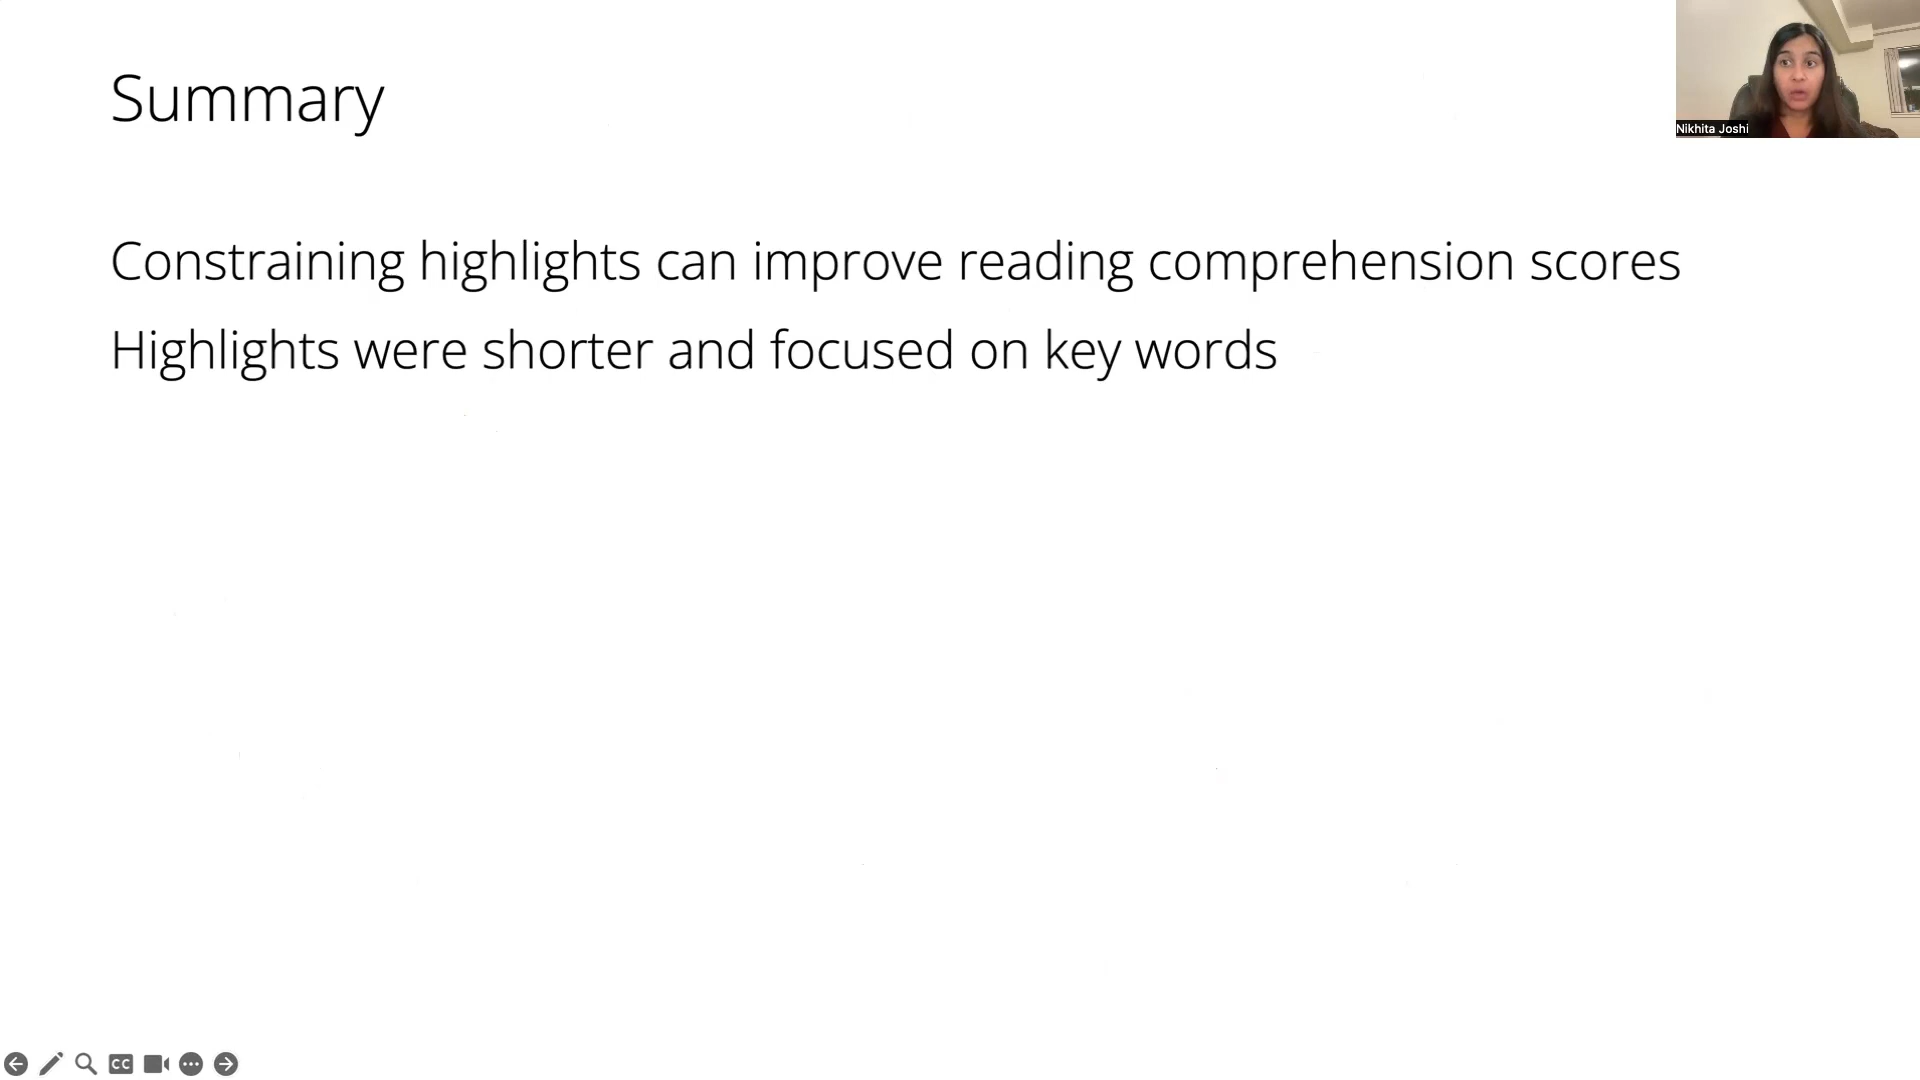 Summary
Nikhita Joshi
Constraining highlights can improve reading comprehension scores
Highlights were shorter and focused on key words
CC